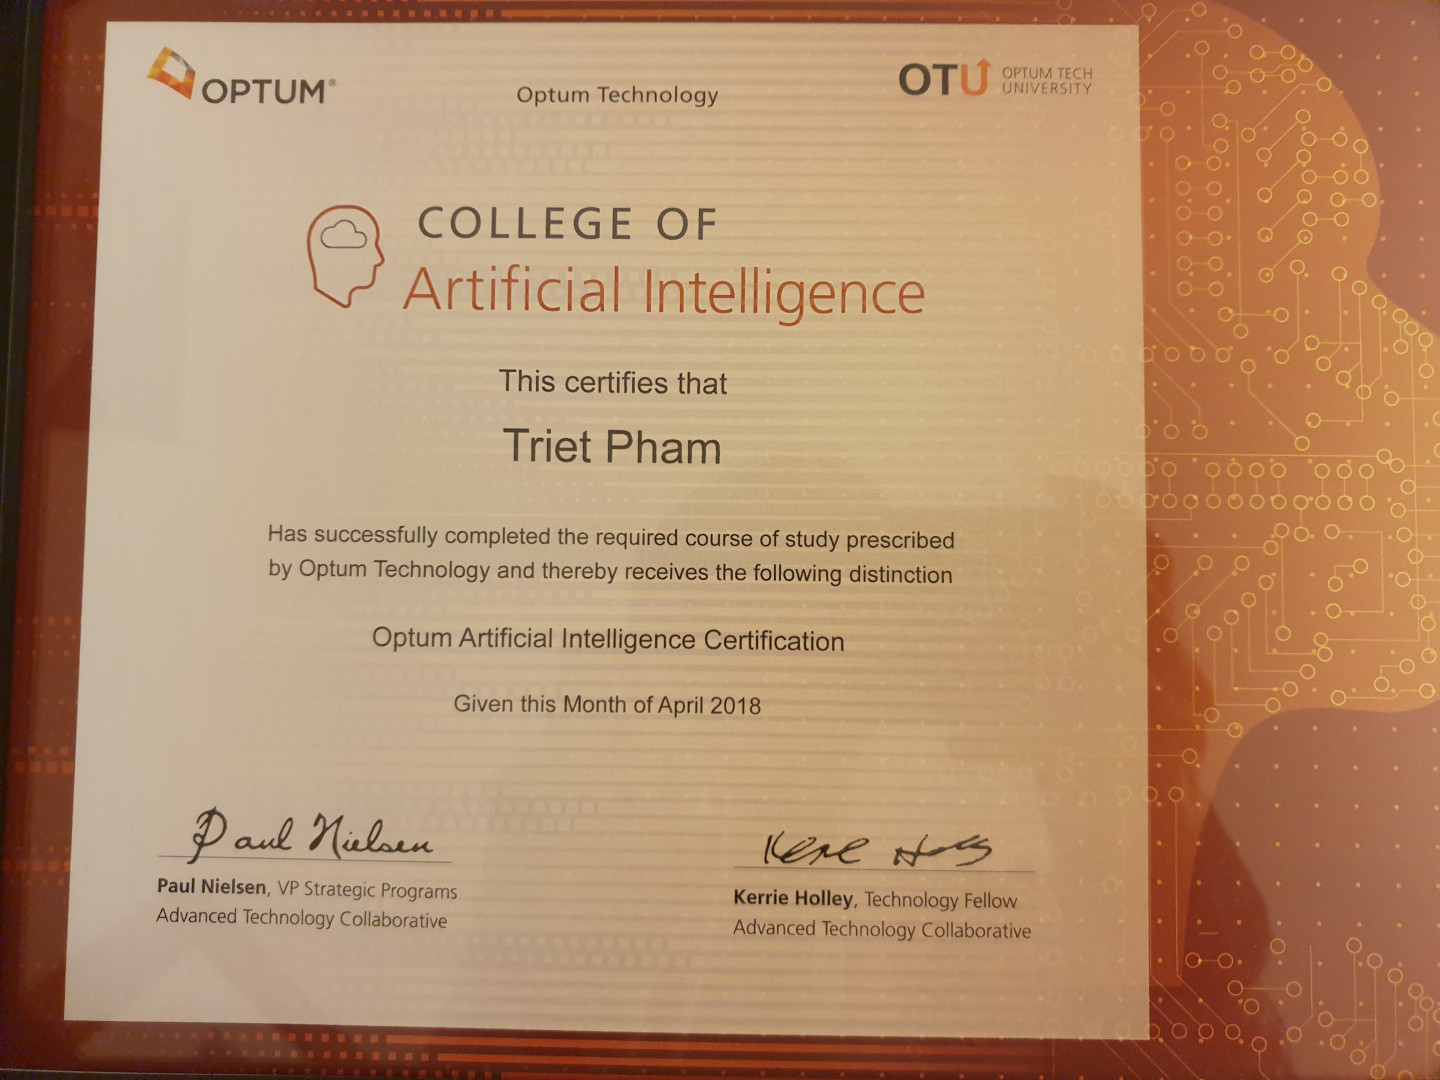 OPTUM®
Optum Technology
OTU OPTUM TECH
UNIVERSITY
COLLEGE OF
Artificial Intelligence
This certifies that
Triet Pham
Has successfully completed the required course of study prescribed
by Optum Technology and thereby receives the following distinction
Optum Artificial Intelligence Certification
Given this Month of April 2018
Paul Nielsen
Paul Nielsen, VP Strategic Programs
Advanced Technology Collaborative
Kerrie Holley, Technology Fellow
Advanced Technology Collaborative